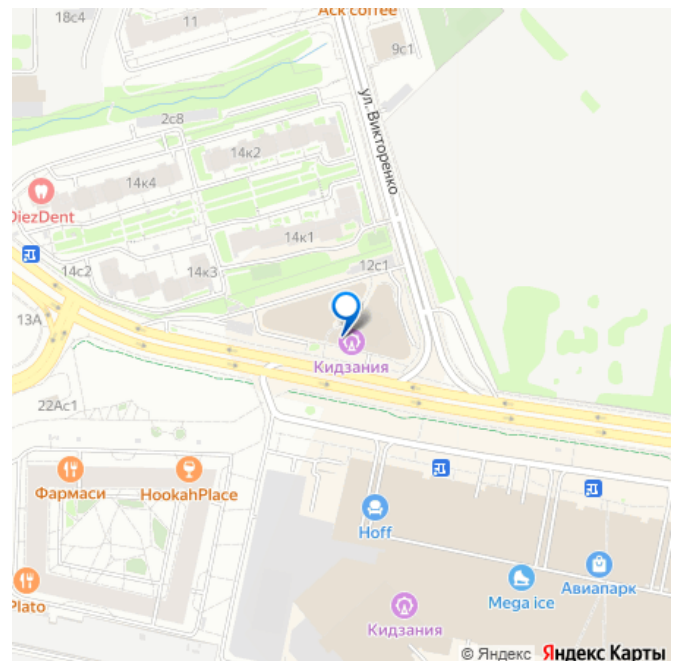 Ack coffee
18с4
11
9с1
ул. Викторенко
2с8
14к2
14к4
DiezDent
14к1
14с2
14к3
12с1
13А
Кидзания
22Ас1
Фармаси
HookahPlace
Hoff
Plato
Mega ice
Авиапарк
Кидзания
© Яндекс Яндекс Карты